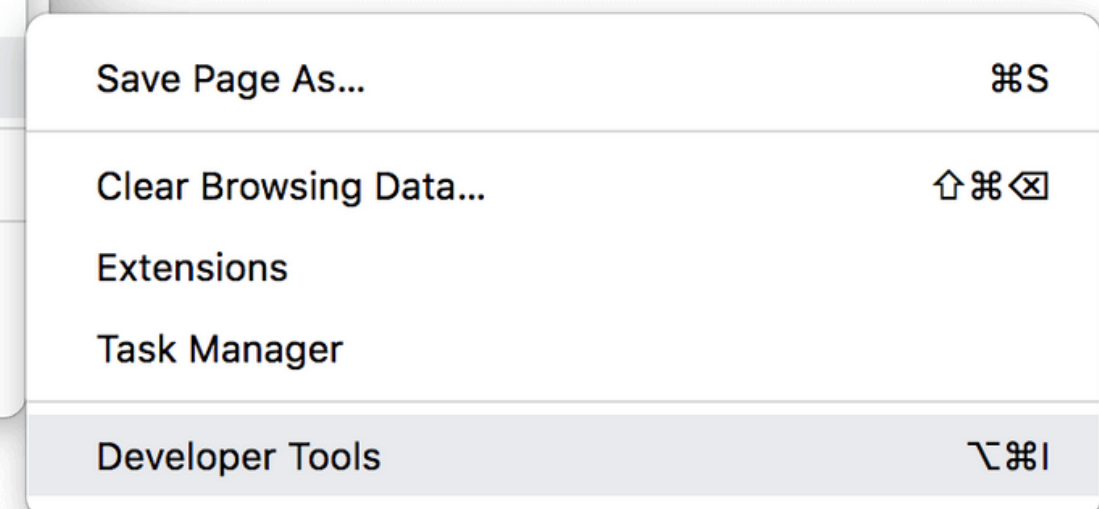 Save Page As... ⌘S
Clear Browsing Data... ⇧⌘⌫
Extensions
Task Manager
Developer Tools ⌥⌘I